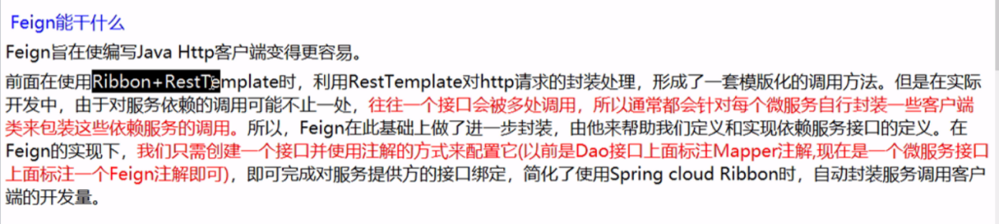 Feign能干什么
Feign旨在使编写Java Http客户端变得更容易。
前面在使用Ribbon+RestTemplate时，利用RestTemplate对http请求的封装处理，形成了一套模版化的调用方法。但是在实际
开发中，由于对服务依赖的调用可能不止一处，往往一个接口会被多处调用，所以通常都会针对每个微服务自行封装一些客户端
类来包装这些依赖服务的调用。所以，Feign在此基础上做了进一步封装，由他来帮助我们定义和实现依赖服务接口的定义。在
Feign的实现下，我们只需创建一个接口并使用注解的方式来配置它(以前是Dao接口上面标注Mapper注解,现在是一个微服务接口
上面标注一个Feign注解即可)，即可完成对服务提供方的接口绑定，简化了使用Spring cloud Ribbon时，自动封装服务调用客户
端的开发量。